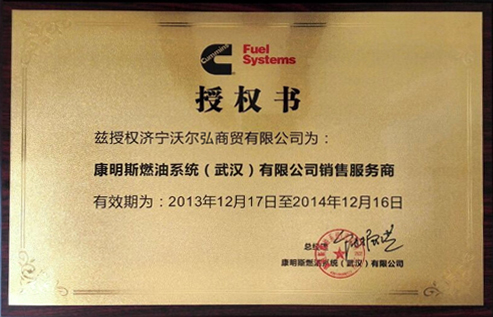 Cummins
Fuel
Systems
授权书
兹授权济宁沃尔弘商贸有限公司为：
康明斯燃油系统（武汉）有限公司销售服务商
有效期为：2013年12月17日至2014年12月16日
总经理
康明斯燃油系统（武汉）有限公司